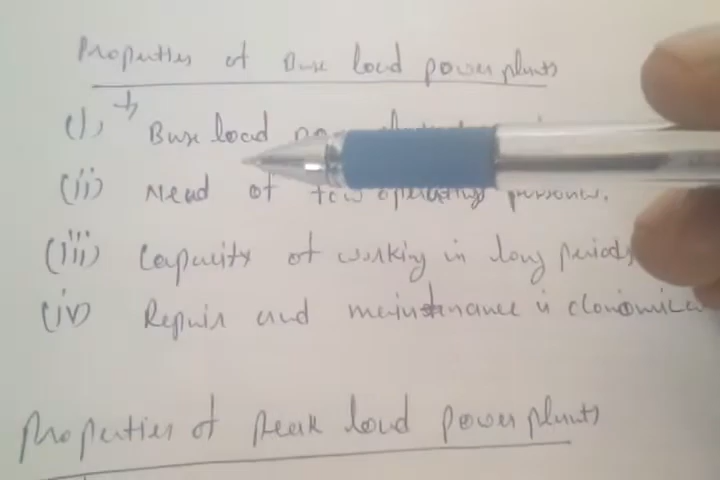 Properties of Base load power plants
(i), Base load
(ii) Need of few operating personnel.
(iii) Capacity of working in long periods
(iv) Repair and maintenance is economical
Properties of peak load power plants